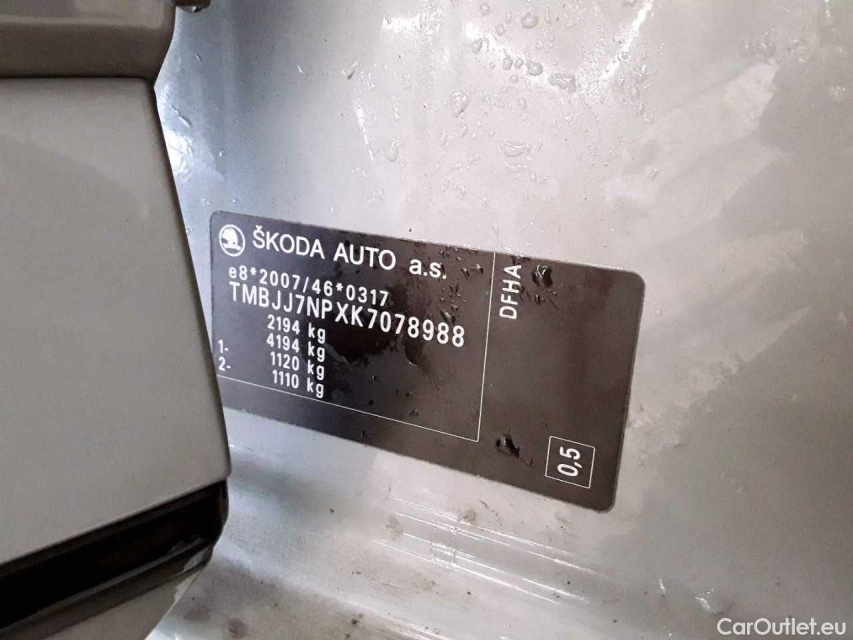 ŠKODA AUTO a.s.
e8*2007/46*0317
TMBJJ7NPXK7078988
2194 kg
4194 kg
1- 1120 kg
2- 1110 kg
DFHA
0,5
CarOutlet.eu